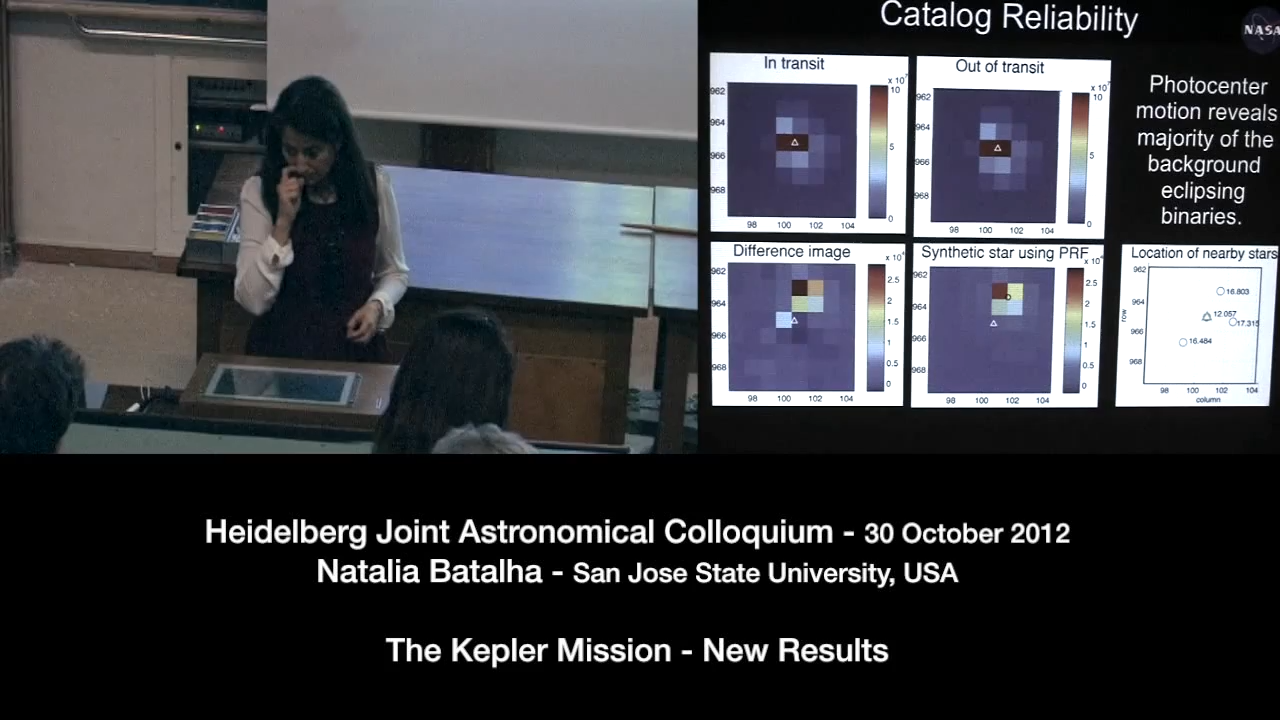 Catalog Reliability
NASA
In transit
x 10⁷
10
5
0
962
964
966
968
98 100 102 104
Out of transit
x 10⁷
10
5
0
962
964
966
968
98 100 102 104
Photocenter
motion reveals
majority of the
background
eclipsing
binaries.
Difference image
2.5
2
1.5
1
0.5
0
962
964
966
968
98 100 102 104
Synthetic star using PRF
2.5
2
1.5
1
0.5
0
962
964
966
968
98 100 102 104
Location of nearby stars
962
964
966
968
row
16.803
12.057
17.315
16.484
98 100 102 104
column
Heidelberg Joint Astronomical Colloquium - 30 October 2012
Natalia Batalha - San Jose State University, USA
The Kepler Mission - New Results